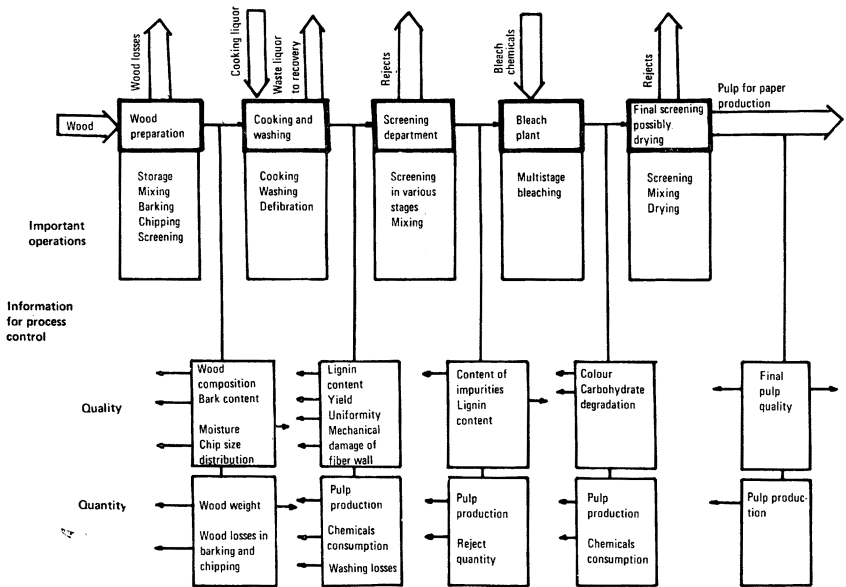 Wood losses
Cooking liquor
Waste liquor
to recovery
Rejects
Bleach
chemicals
Rejects
Pulp for paper
production
Wood
Wood
preparation
Cooking and
washing
Screening
department
Bleach
plant
Final screening
possibly
drying
Important
operations
Storage
Mixing
Barking
Chipping
Screening
Cooking
Washing
Defibration
Screening
in various
stages
Mixing
Multistage
bleaching
Screening
Mixing
Drying
Information
for process
control
Quality
Wood
composition
Bark content
Moisture
Chip size
distribution
Lignin
content
Yield
Uniformity
Mechanical
damage of
fiber wall
Content of
impurities
Lignin
content
Colour
Carbohydrate
degradation
Final
pulp
quality
Quantity
Wood weight
Wood losses in
barking and
chipping
Pulp
production
Chemicals
consumption
Washing losses
Pulp
production
Reject
quantity
Pulp
production
Chemicals
consumption
Pulp produc-
tion